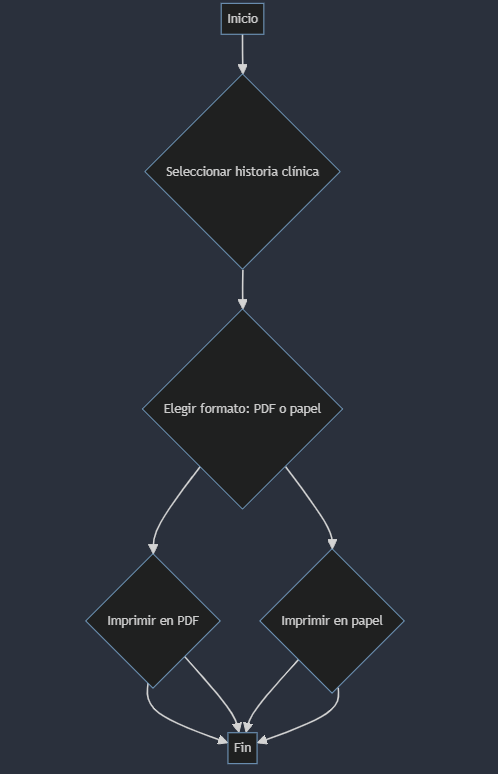 Inicio
Seleccionar historia clínica
Elegir formato: PDF o papel
Imprimir en PDF
Imprimir en papel
Fin